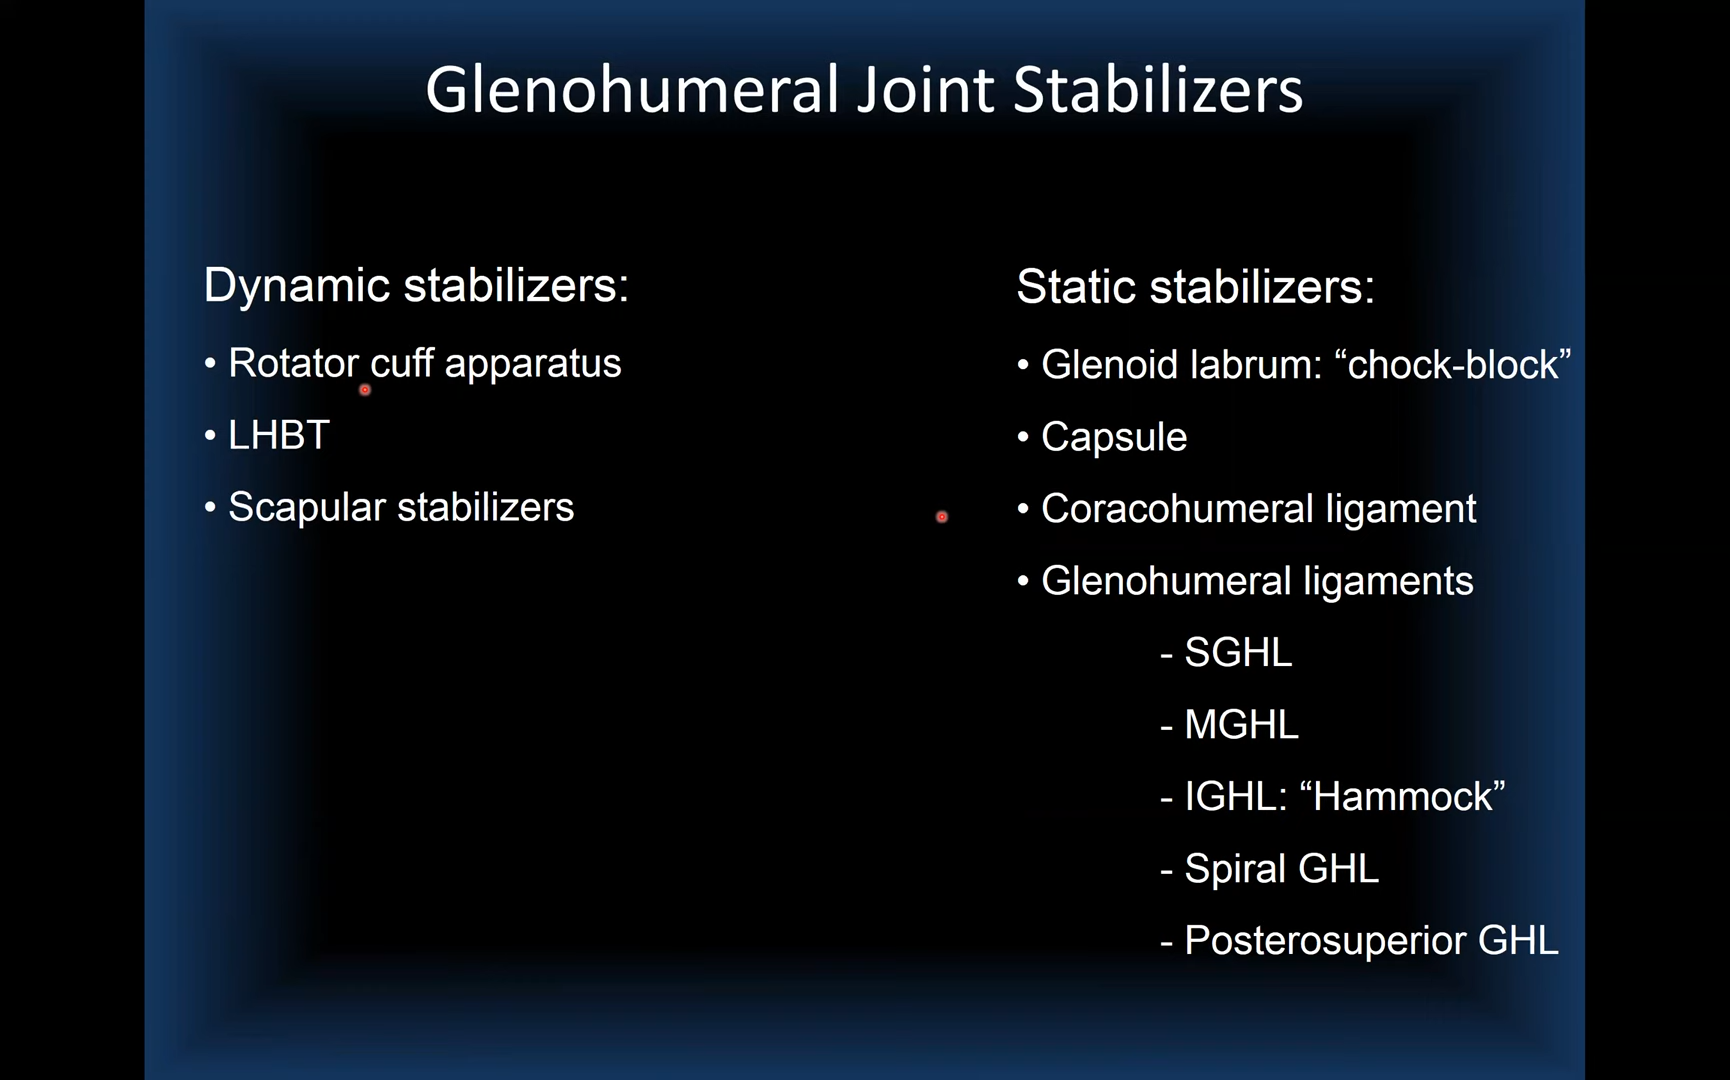 Glenohumeral Joint Stabilizers
Dynamic stabilizers:
• Rotator cuff apparatus
• LHBT
• Scapular stabilizers
Static stabilizers:
• Glenoid labrum: “chock-block”
• Capsule
• Coracohumeral ligament
• Glenohumeral ligaments
- SGHL
- MGHL
- IGHL: “Hammock”
- Spiral GHL
- Posterosuperior GHL